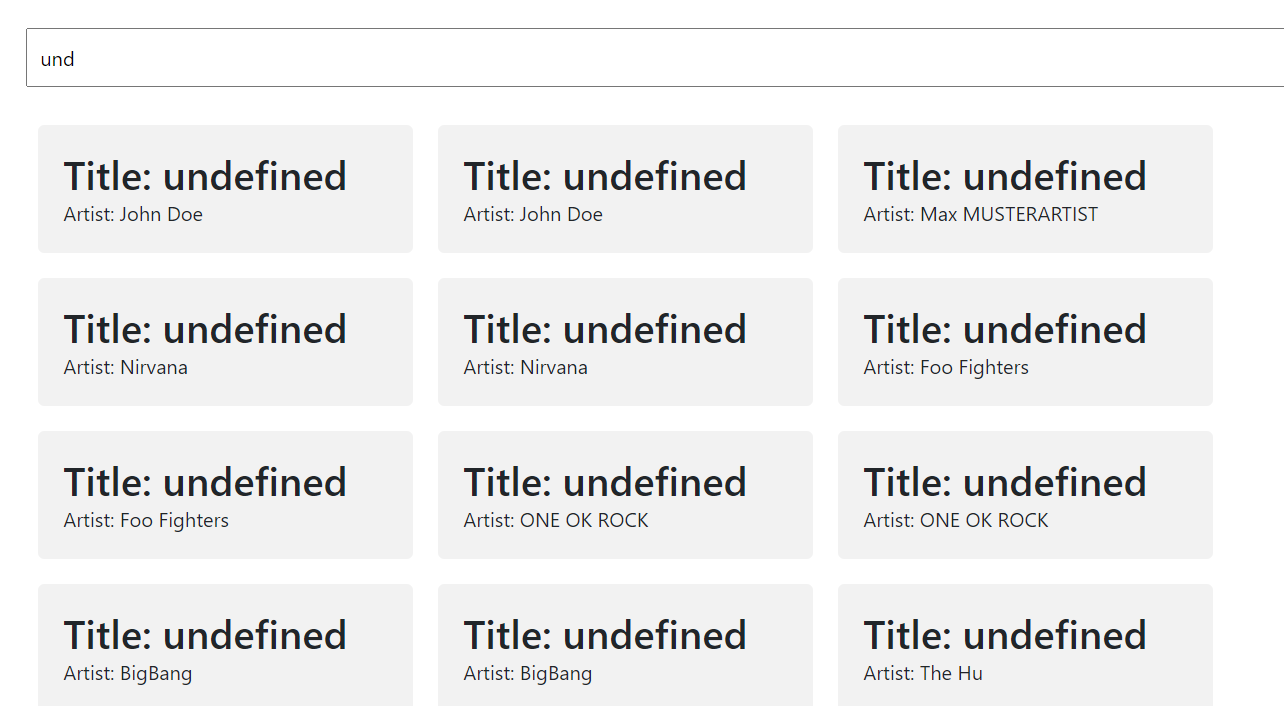 und
Title: undefined
Artist: John Doe
Title: undefined
Artist: John Doe
Title: undefined
Artist: Max MUSTERARTIST
Title: undefined
Artist: Nirvana
Title: undefined
Artist: Nirvana
Title: undefined
Artist: Foo Fighters
Title: undefined
Artist: Foo Fighters
Title: undefined
Artist: ONE OK ROCK
Title: undefined
Artist: ONE OK ROCK
Title: undefined
Artist: BigBang
Title: undefined
Artist: BigBang
Title: undefined
Artist: The Hu